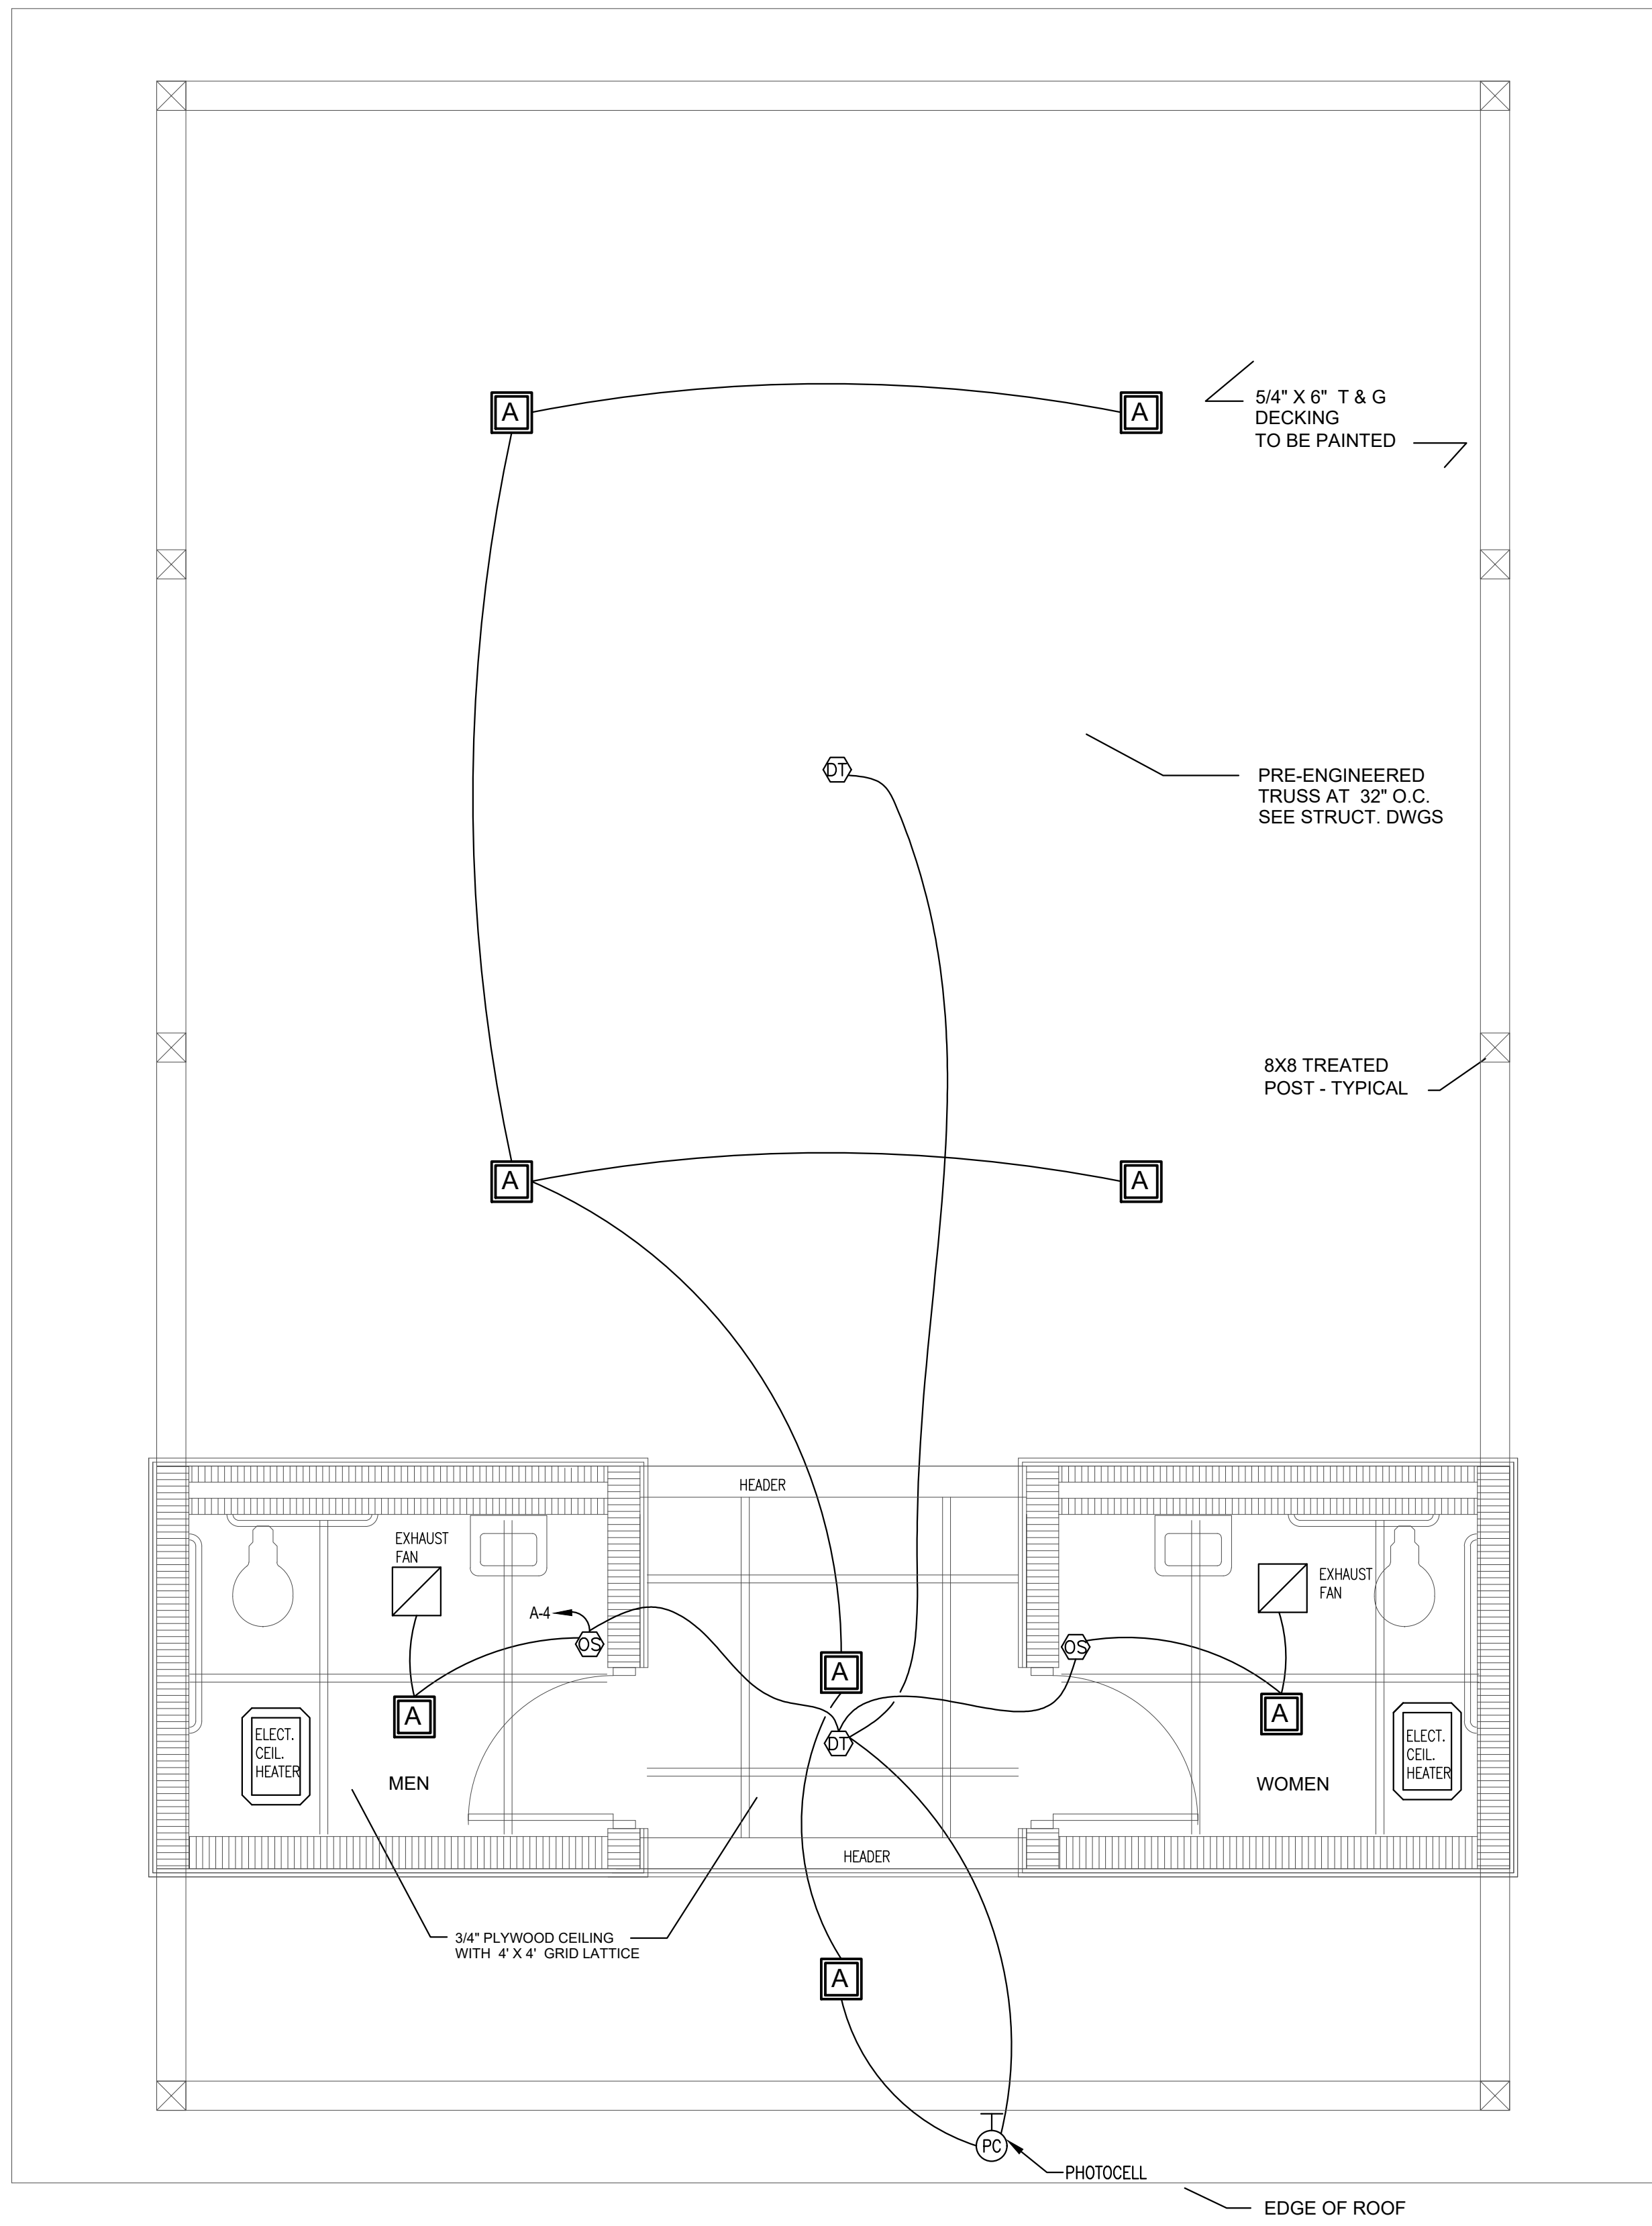 A
A
5/4" X 6" T & G
DECKING
TO BE PAINTED
DT
PRE-ENGINEERED
TRUSS AT 32" O.C.
SEE STRUCT. DWGS
8X8 TREATED
POST - TYPICAL
A
A
HEADER
EXHAUST
FAN
EXHAUST
FAN
A-4
OS
OS
A
A
A
DT
ELECT.
CEIL.
HEATER
MEN
WOMEN
ELECT.
CEIL.
HEATER
HEADER
3/4" PLYWOOD CEILING
WITH 4' X 4' GRID LATTICE
A
PC
PHOTOCELL
EDGE OF ROOF